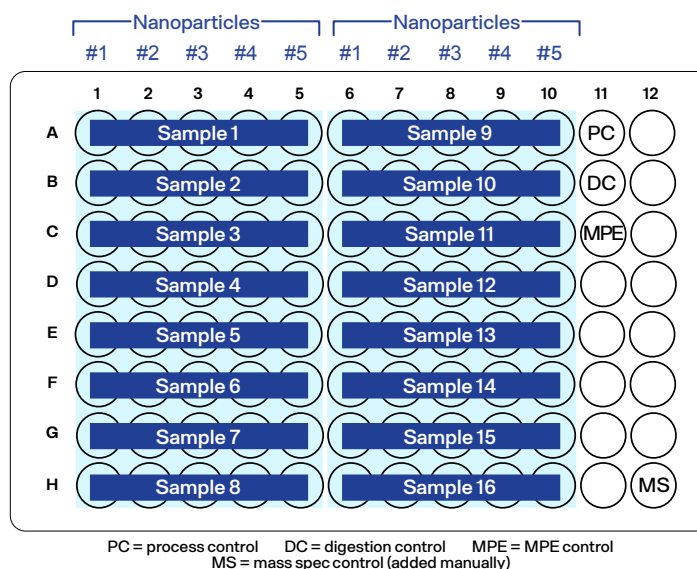 Nanoparticles Nanoparticles
#1 #2 #3 #4 #5 #1 #2 #3 #4 #5
1 2 3 4 5 6 7 8 9 10 11 12
A Sample 1 Sample 9 PC
B Sample 2 Sample 10 DC
C Sample 3 Sample 11 MPE
D Sample 4 Sample 12
E Sample 5 Sample 13
F Sample 6 Sample 14
G Sample 7 Sample 15
H Sample 8 Sample 16 MS
PC = process control DC = digestion control MPE = MPE control
MS = mass spec control (added manually)